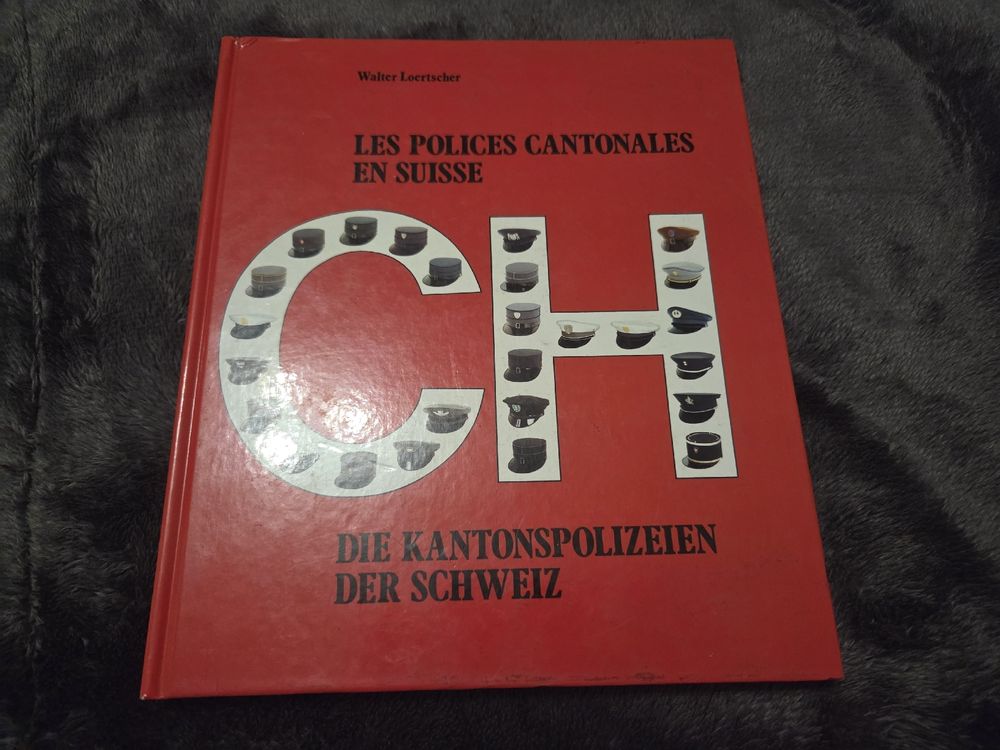 Walter Loertscher
LES POLICES CANTONALES
EN SUISSE
CH
DIE KANTONSPOLIZEIEN
DER SCHWEIZ